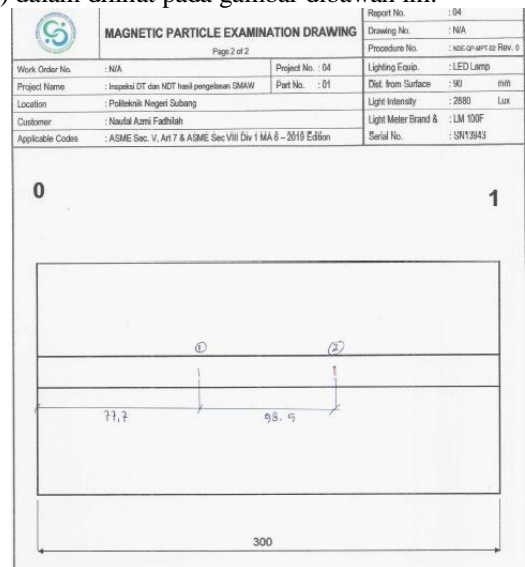 dalam dilihat pada gambar dibawah ini.
MAGNETIC PARTICLE EXAMINATION DRAWING
Page 2 of 2
Report No. : 04
Drawing No. : N/A
Procedure No. : NDE-QP-MPT-02 Rev. 0
Work Order No. : N/A Project No. : 04 Lighting Equip. : LED Lamp
Project Name : Inspeksi DT dan NDT hasil pengelasan SMAW Part No. : 01 Dist. from Surface : 90 mm
Location : Politeknik Negeri Subang Light Intensity : 2880 Lux
Customer : Naufal Azmi Fadhilah Light Meter Brand & : LM 100F
Applicable Codes : ASME Sec. V, Art 7 & ASME Sec VIII Div 1 MA 6 – 2019 Edition Serial No. : SN13943
0 1
1 2
77,7 98.5
300